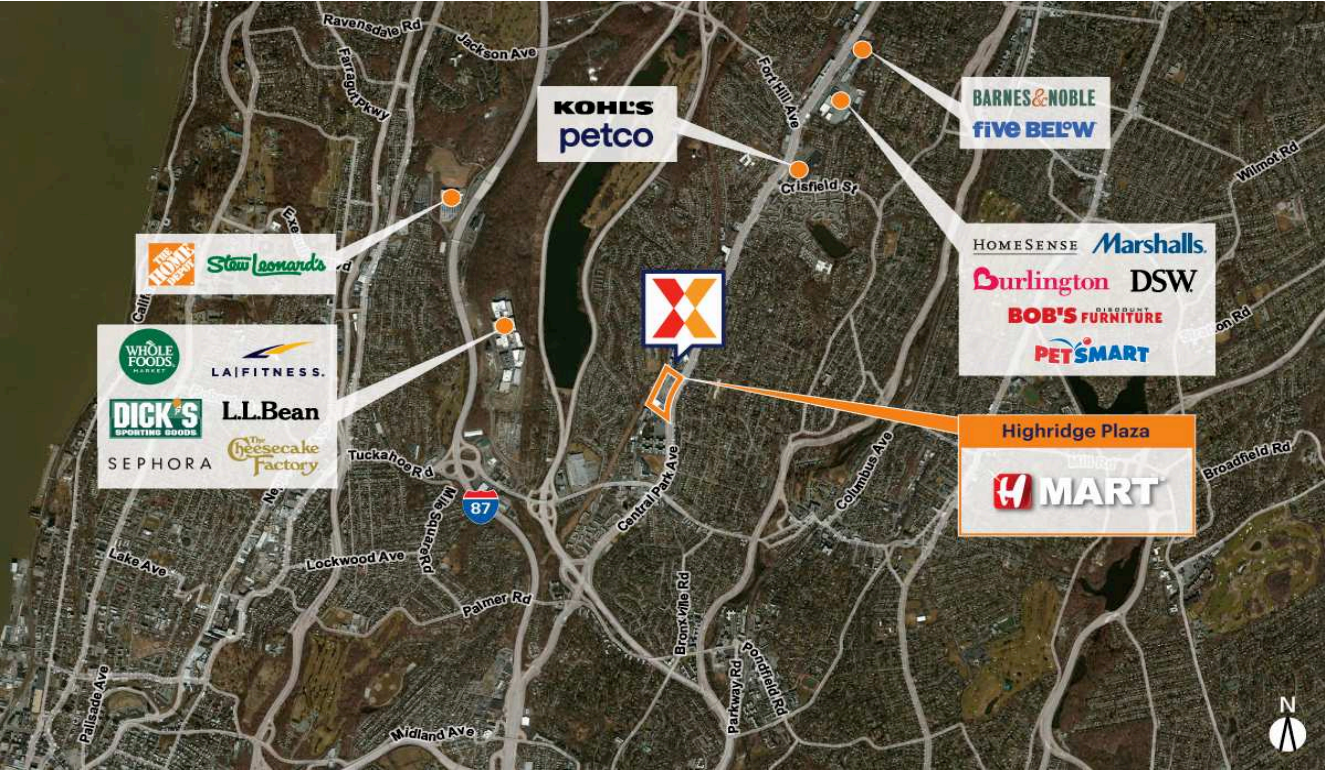 Ravensdale Rd
Jackson Ave
Farragut Pkwy
Fort Hill Ave
KOHL'S
petco
BARNES&NOBLE
five BELOW
Wilmot Rd
Crisfield St
THE
HOME
DEPOT
Stew Leonard's
HOMESENSE
Marshalls.
Burlington
DSW
BOB'S DISCOUNT FURNITURE
PETSMART
WHOLE
FOODS
MARKET
LA|FITNESS.
DICK'S
SPORTING GOODS
L.L.Bean
SEPHORA
The
Cheesecake
Factory
Highridge Plaza
H MART
Tuckahoe Rd
Mile Square Rd
87
Central Park Ave
Columbus Ave
Mill Rd
Broadfield Rd
Lake Ave
Lockwood Ave
Palmer Rd
Bronxville Rd
Pondfield Rd
Parkway Rd
Palisade Ave
Midland Ave
N